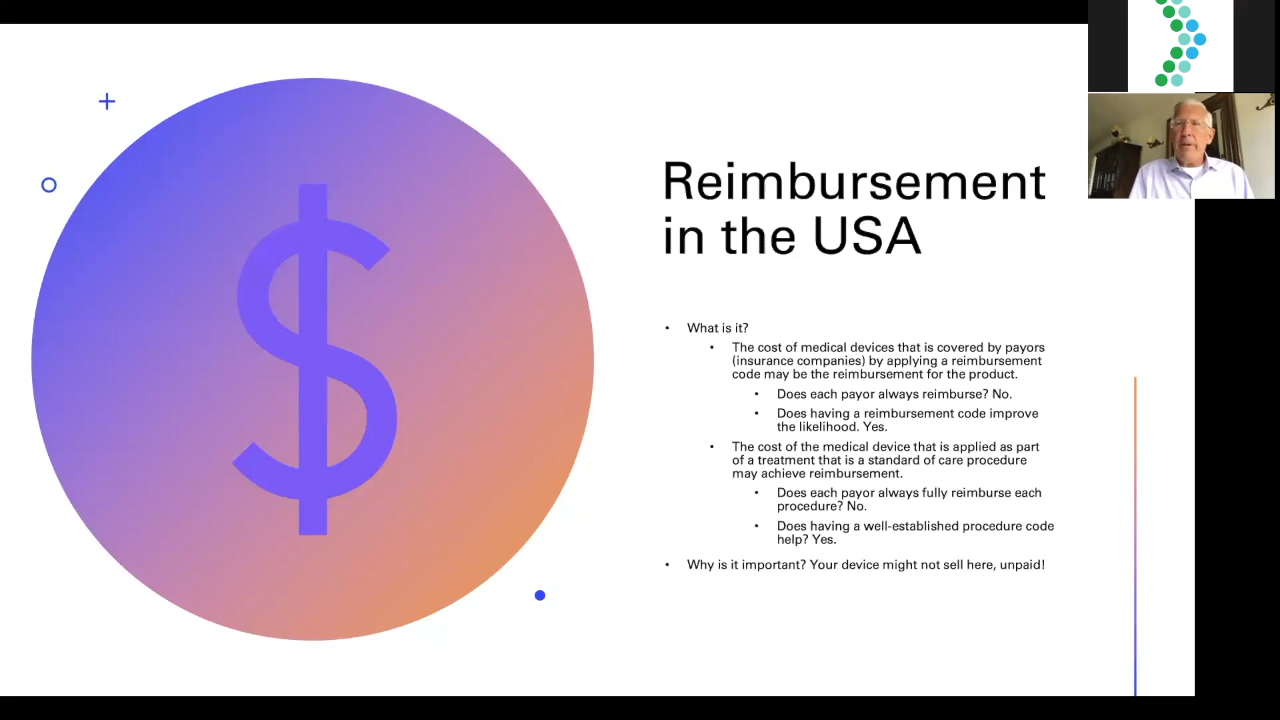 Reimbursement
in the USA
• What is it?
• The cost of medical devices that is covered by payors
(insurance companies) by applying a reimbursement
code may be the reimbursement for the product.
• Does each payor always reimburse? No.
• Does having a reimbursement code improve
the likelihood. Yes.
• The cost of the medical device that is applied as part
of a treatment that is a standard of care procedure
may achieve reimbursement.
• Does each payor always fully reimburse each
procedure? No.
• Does having a well-established procedure code
help? Yes.
• Why is it important? Your device might not sell here, unpaid!